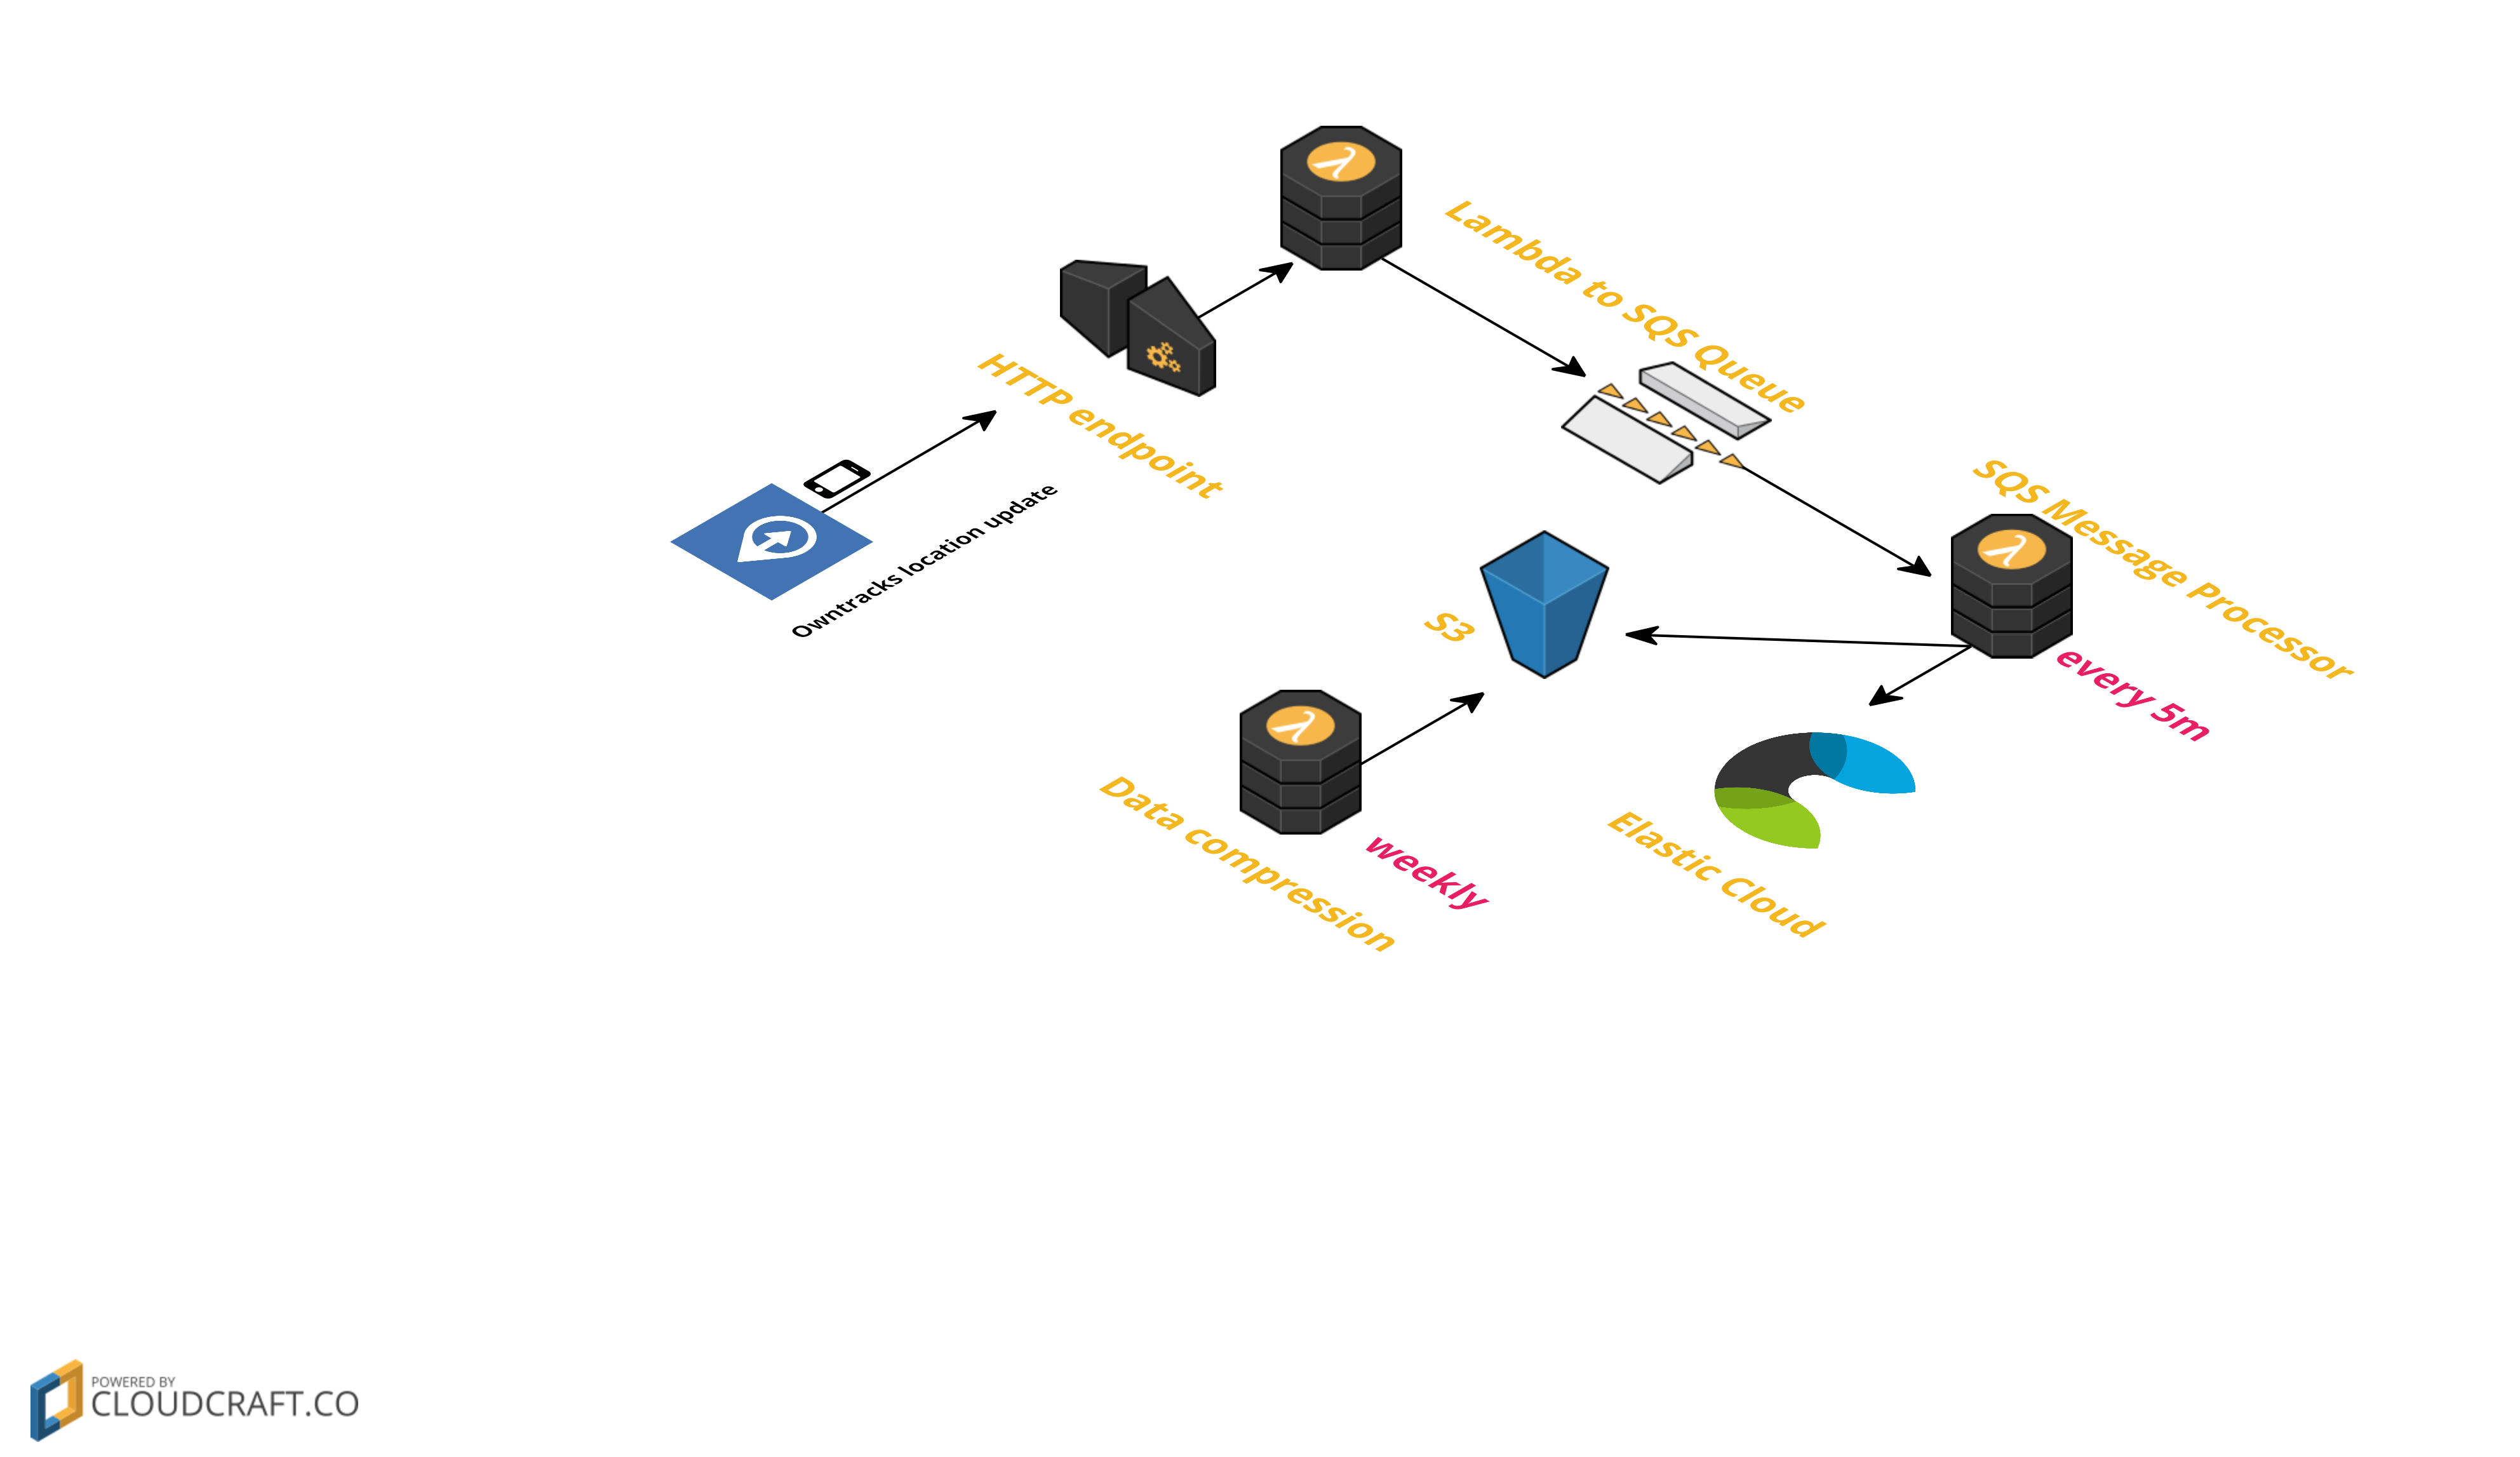 Lambda to SQS Queue
HTTP endpoint
Owntracks location update
SQS Message Processor
every 5m
S3
Data compression
weekly
Elastic Cloud
POWERED BY
CLOUDCRAFT.CO